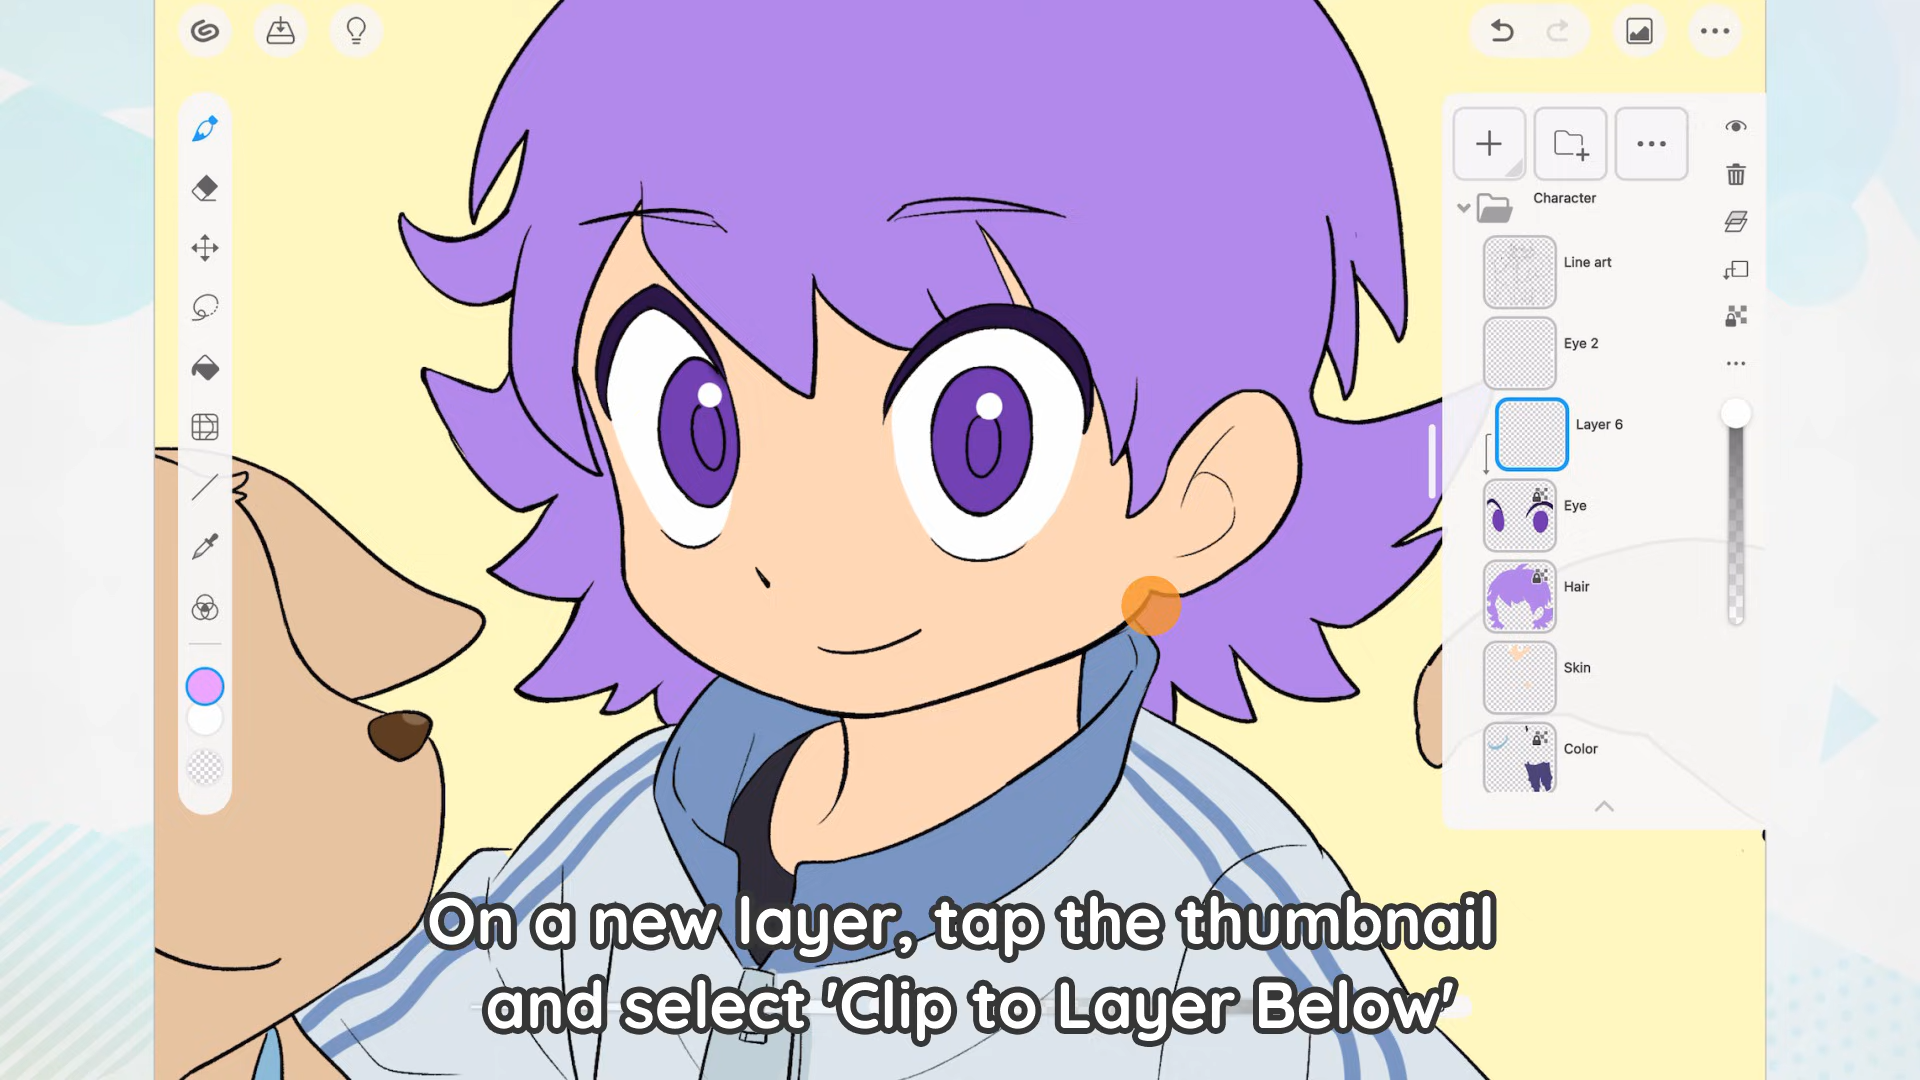 Character
Line art
Eye 2
Layer 6
Eye
Hair
Skin
Color
On a new layer, tap the thumbnail
and select 'Clip to Layer Below'